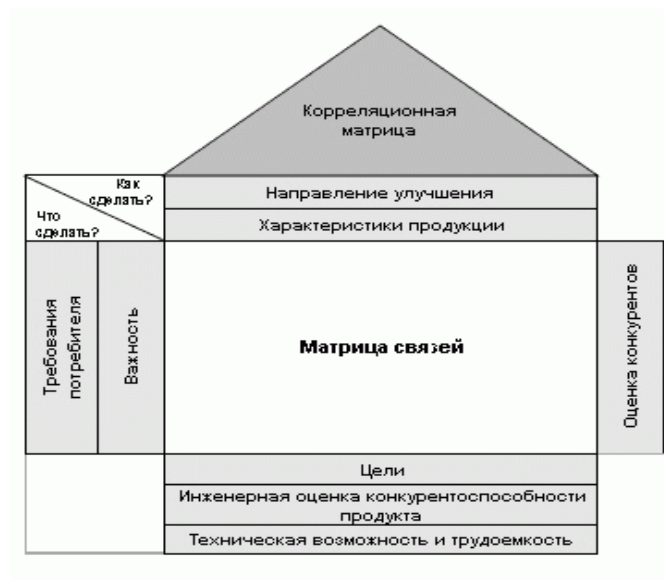 Корреляционная
матрица
Как
сделать?
Что
сделать?
Направление улучшения
Характеристики продукции
Требования
потребителя
Важность
Матрица связей
Оценка конкурентов
Цели
Инженерная оценка конкурентоспособности
продукта
Техническая возможность и трудоемкость